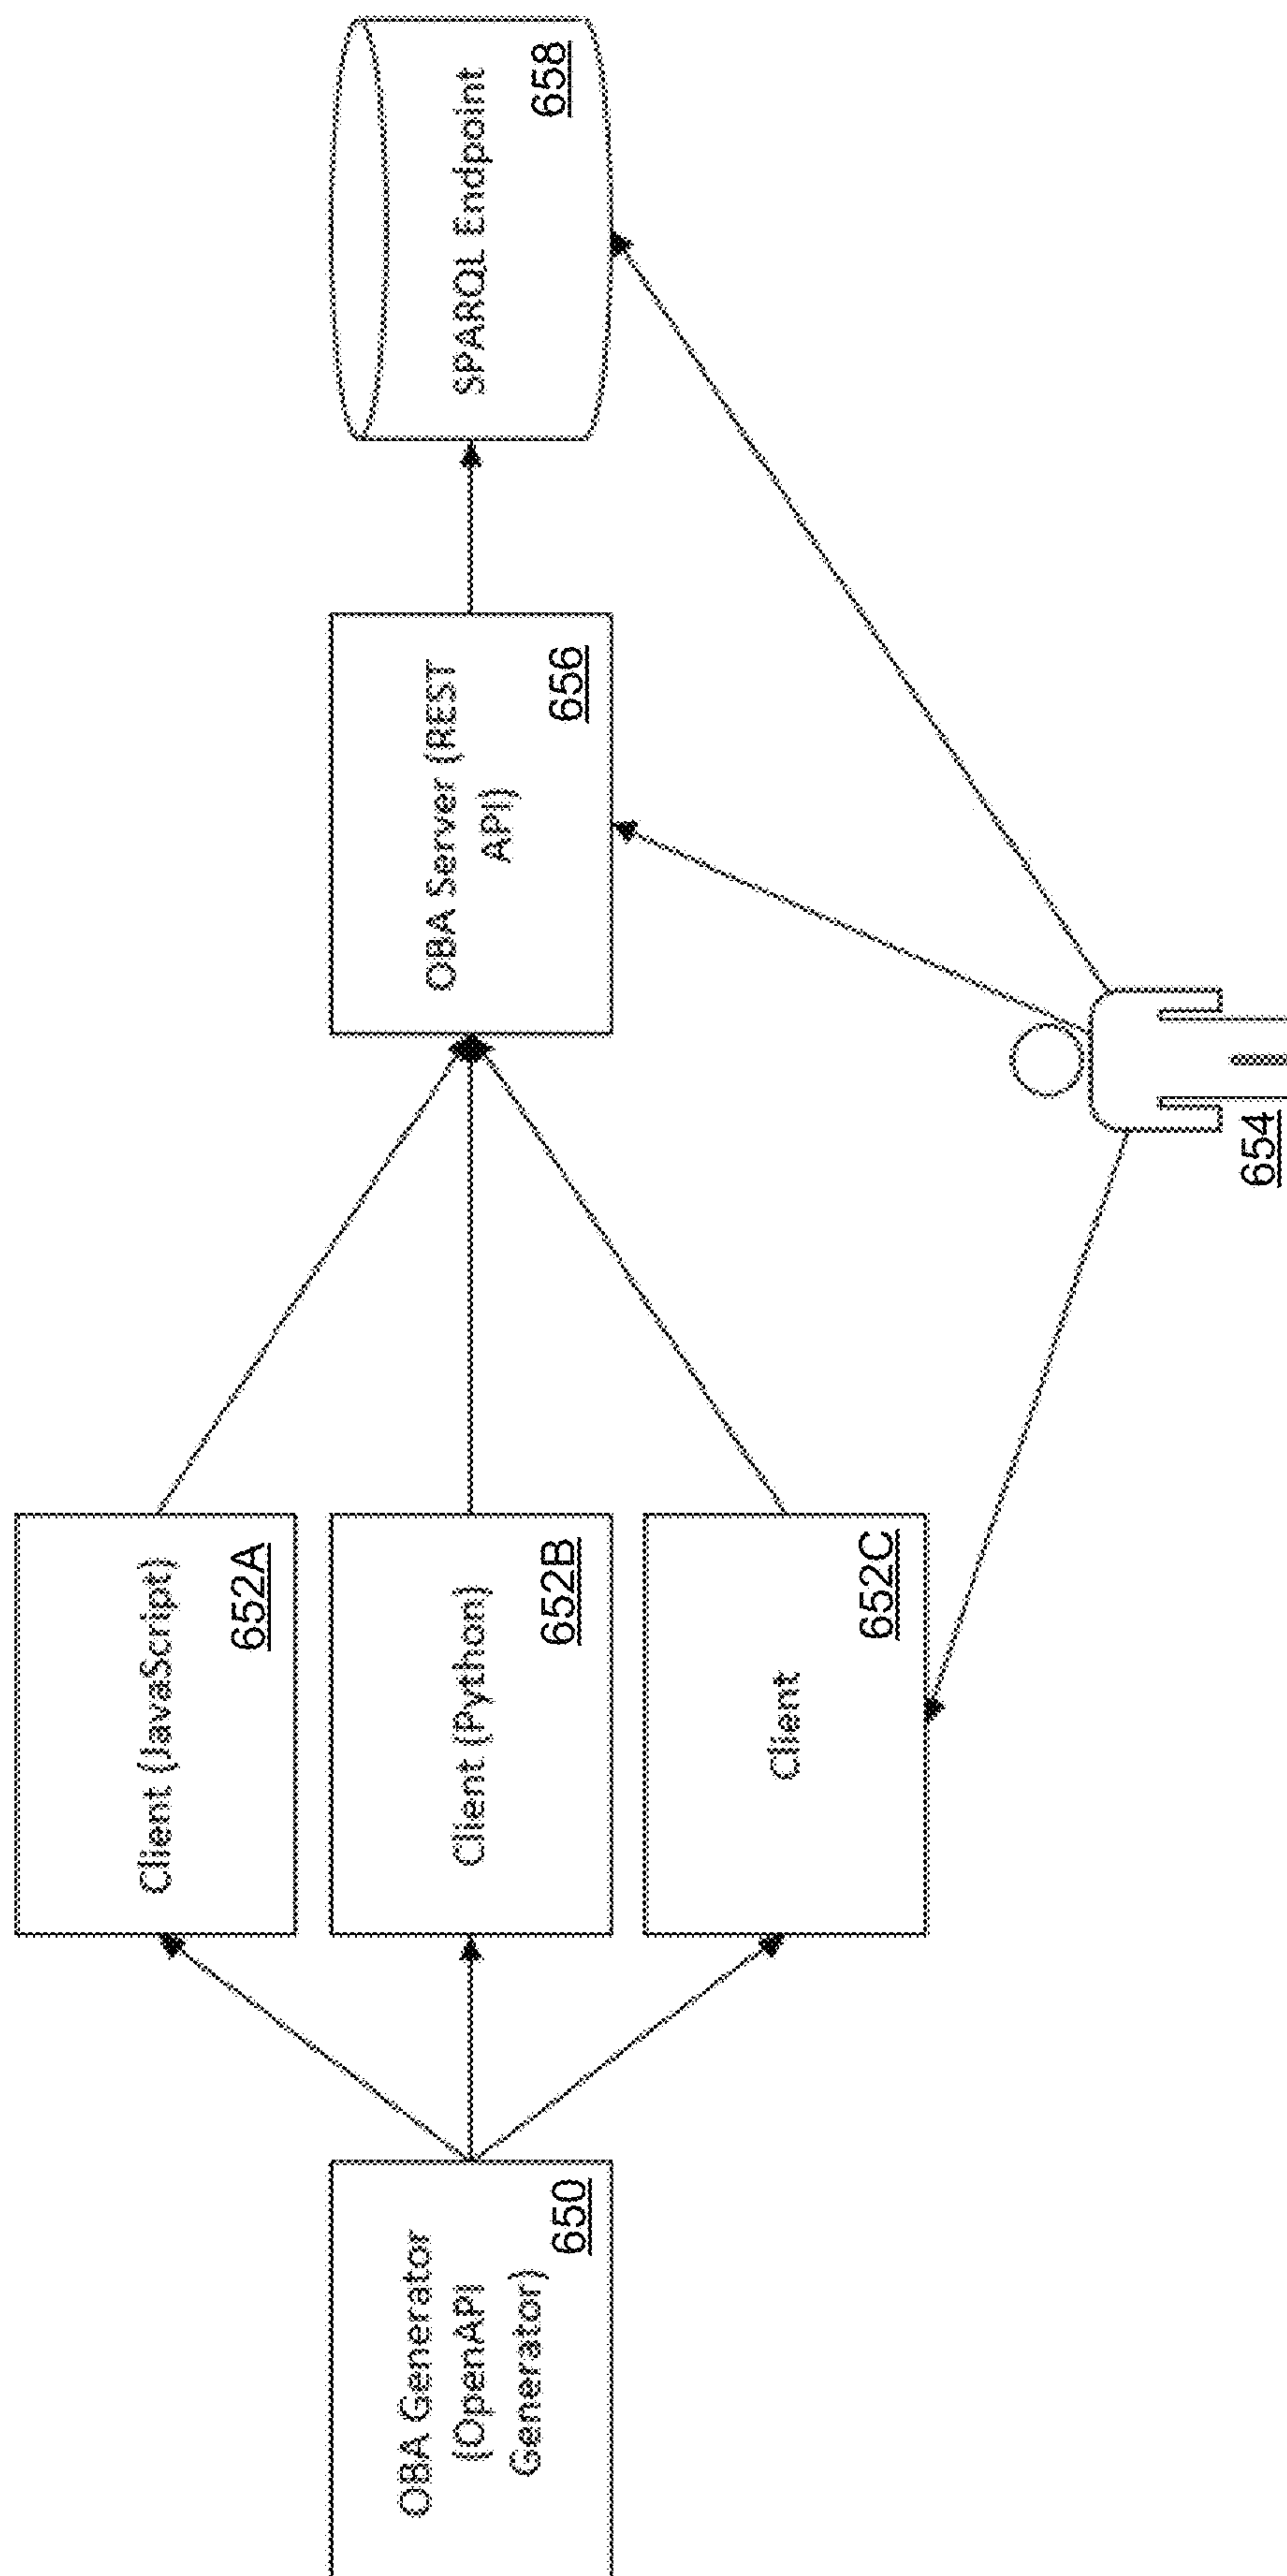 OBA Generator
(OpenAPI
Generator)
650
Client (JavaScript)
652A
Client (Python)
652B
Client
652C
OBA Server (REST
API)
656
SPARQL Endpoint
658
654